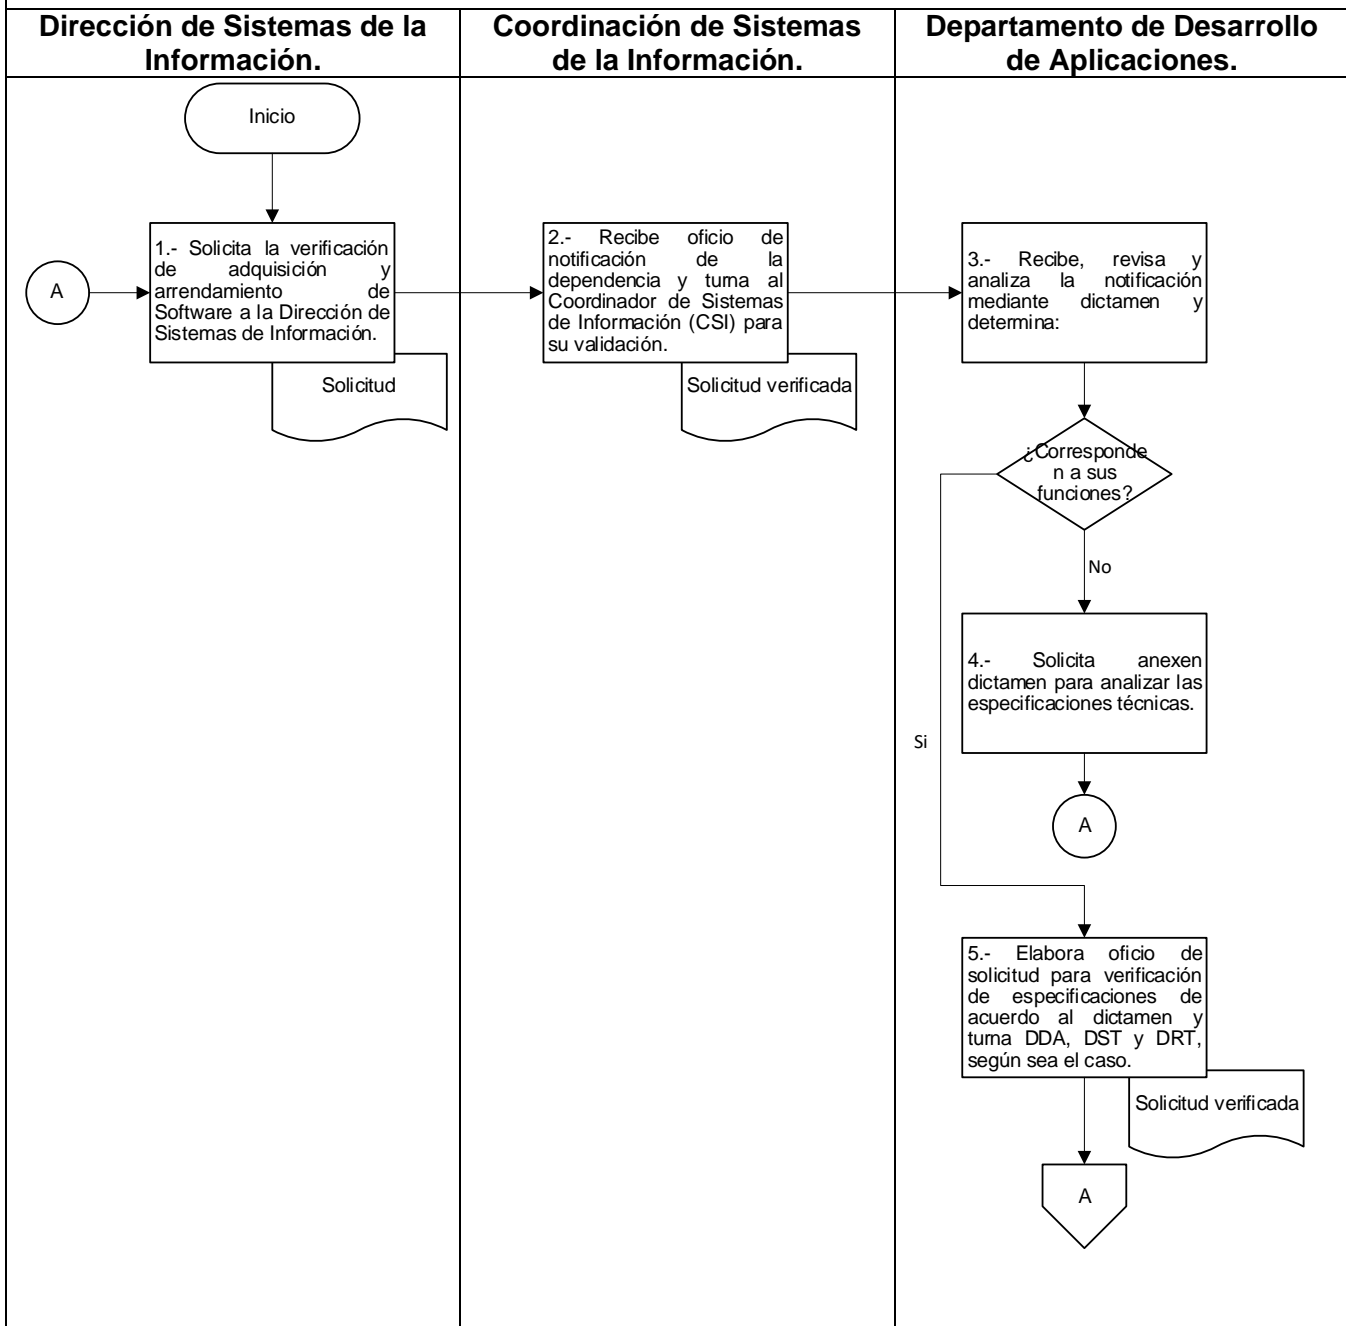 Dirección de Sistemas de la
Información.
Coordinación de Sistemas
de la Información.
Departamento de Desarrollo
de Aplicaciones.
Inicio
A
1.- Solicita la verificación
de adquisición y
arrendamiento de
Software a la Dirección de
Sistemas de Información.
Solicitud
2.- Recibe oficio de
notificación de la
dependencia y turna al
Coordinador de Sistemas
de Información (CSI) para
su validación.
Solicitud verificada
3.- Recibe, revisa y
analiza la notificación
mediante dictamen y
determina:
¿Corresponde
n a sus
funciones?
No
4.- Solicita anexen
dictamen para analizar las
especificaciones técnicas.
Si
A
5.- Elabora oficio de
solicitud para verificación
de especificaciones de
acuerdo al dictamen y
turna DDA, DST y DRT,
según sea el caso.
Solicitud verificada
A